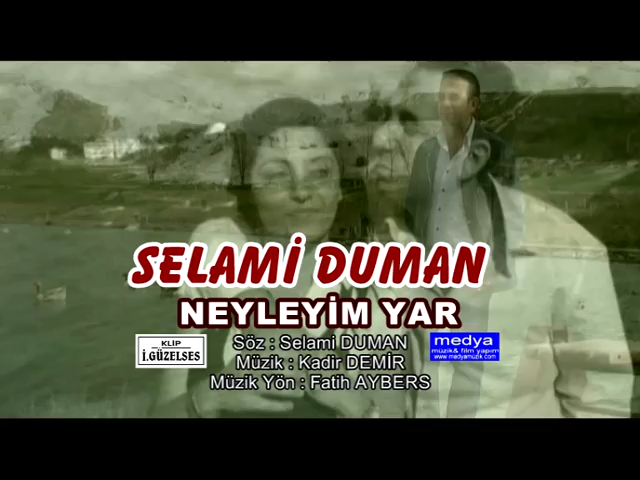 SELAMİ DUMAN
NEYLEYİM YAR
Söz : Selami DUMAN
Müzik : Kadir DEMİR
Müzik Yön : Fatih AYBERS
KLİP
İ.GÜZELSES
medya
müzik& film yapım
www.medyamuzik.com